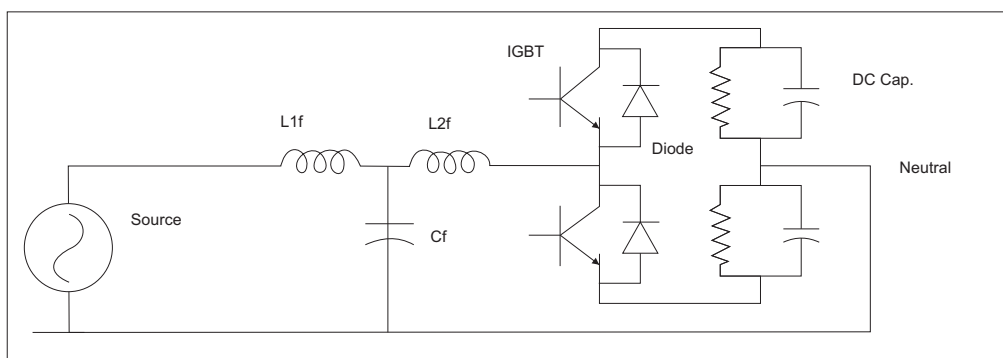 IGBT
DC Cap.
L1f
L2f
Diode
Neutral
Source
Cf